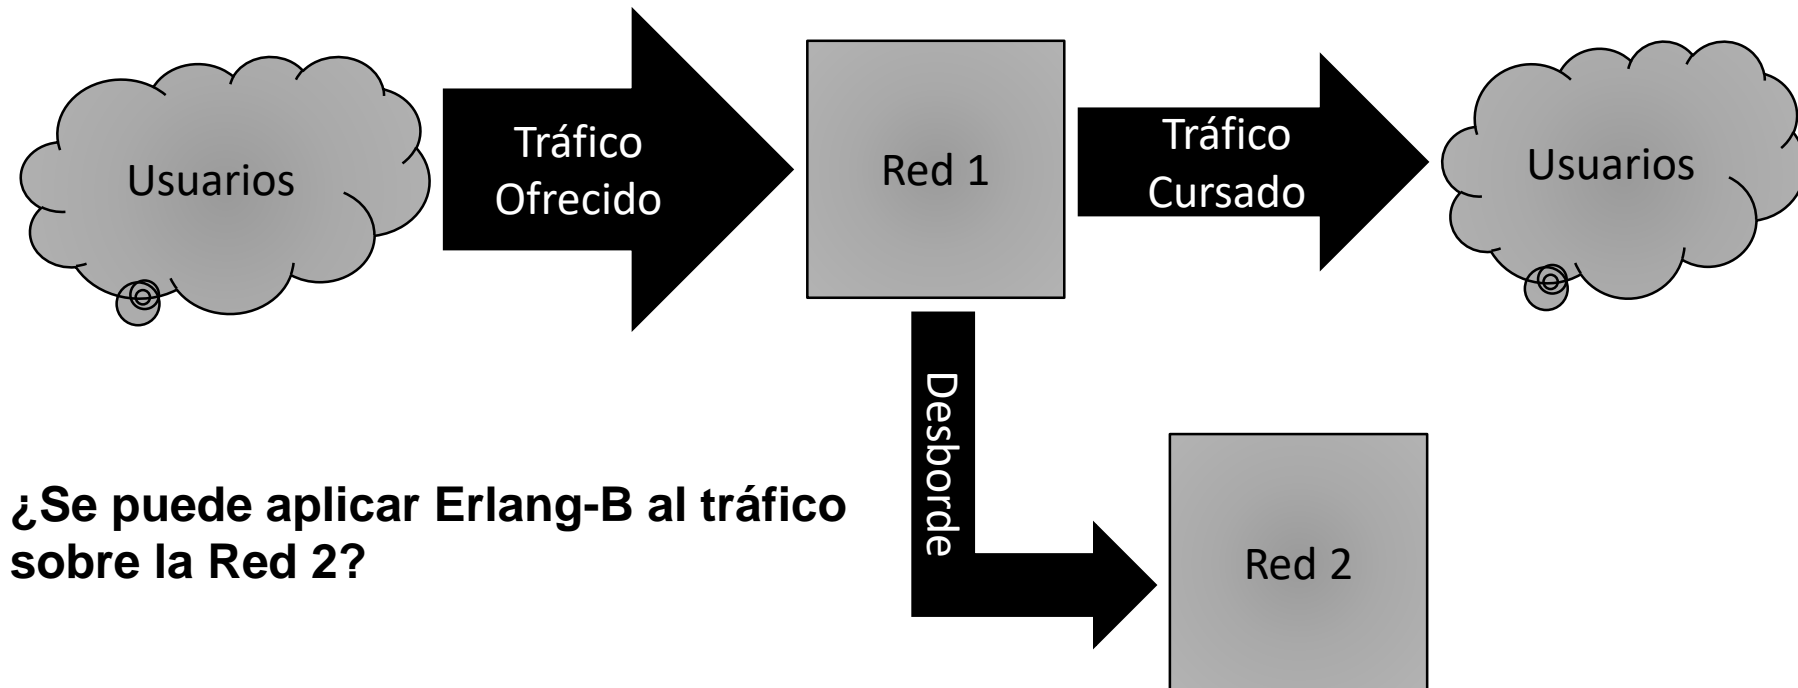 Usuarios
Tráfico
Ofrecido
Red 1
Tráfico
Cursado
Usuarios
Desborde
¿Se puede aplicar Erlang-B al tráfico
sobre la Red 2?
Red 2